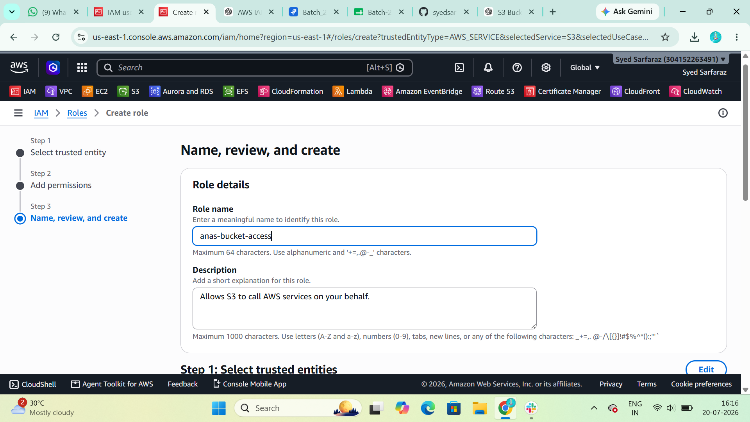 (9) Wha
IAM us
Create
AWS IA
Batch_2
Batch-2
syedsar
S3 Buck
Ask Gemini
us-east-1.console.aws.amazon.com/iam/home?region=us-east-1#/roles/create?trustedEntityType=AWS_SERVICE&selectedService=S3&selectedUseCase...
aws
Search
[Alt+S]
Global
Syed Sarfaraz (304152263491)
Syed Sarfaraz
IAM
VPC
EC2
S3
Aurora and RDS
EFS
CloudFormation
Lambda
Amazon EventBridge
Route 53
Certificate Manager
CloudFront
CloudWatch
IAM
Roles
Create role
Step 1
Select trusted entity
Step 2
Add permissions
Step 3
Name, review, and create
Name, review, and create
Role details
Role name
Enter a meaningful name to identify this role.
anas-bucket-access
Maximum 64 characters. Use alphanumeric and '+=,.@-_' characters.
Description
Add a short explanation for this role.
Allows S3 to call AWS services on your behalf.
Maximum 1000 characters. Use letters (A-Z and a-z), numbers (0-9), tabs, new lines, or any of the following characters:
Step 1: Select trusted entities
Edit
CloudShell
Agent Toolkit for AWS
Feedback
Console Mobile App
© 2026, Amazon Web Services, Inc. or its affiliates.
Privacy
Terms
Cookie preferences
2
30°C
Mostly cloudy
Search
ENG
IN
16:16
20-07-2026